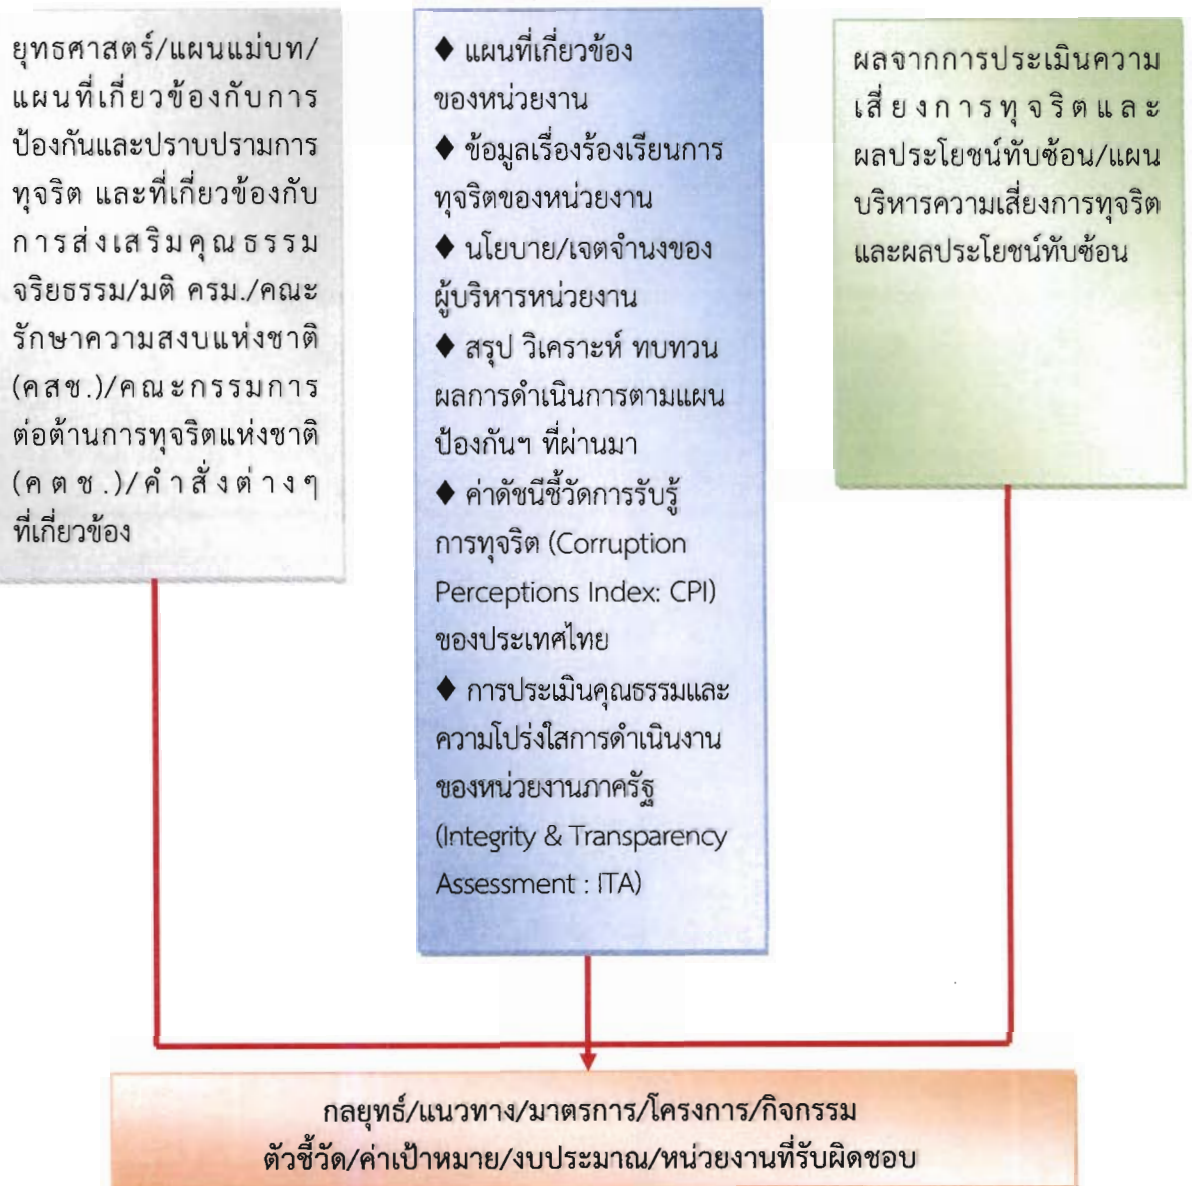 ยุทธศาสตร์/แผนแม่บท/
แผนที่เกี่ยวข้องกับการ
ป้องกันและปราบปรามการ
ทุจริต และที่เกี่ยวข้องกับ
การส่งเสริมคุณธรรม
จริยธรรม/มติ ครม./คณะ
รักษาความสงบแห่งชาติ
(คสช.)/คณะกรรมการ
ต่อต้านการทุจริตแห่งชาติ
(คตช.)/คำสั่งต่างๆ
ที่เกี่ยวข้อง
♦ แผนที่เกี่ยวข้อง
ของหน่วยงาน
♦ ข้อมูลเรื่องร้องเรียนการ
ทุจริตของหน่วยงาน
♦ นโยบาย/เจตจำนงของ
ผู้บริหารหน่วยงาน
♦ สรุป วิเคราะห์ ทบทวน
ผลการดำเนินการตามแผน
ป้องกันฯ ที่ผ่านมา
♦ ค่าดัชนีชี้วัดการรับรู้
การทุจริต (Corruption
Perceptions Index: CPI)
ของประเทศไทย
♦ การประเมินคุณธรรมและ
ความโปร่งใสการดำเนินงาน
ของหน่วยงานภาครัฐ
(Integrity & Transparency
Assessment : ITA)
ผลจากการประเมินความ
เสี่ยงการทุจริตและ
ผลประโยชน์ทับซ้อน/แผน
บริหารความเสี่ยงการทุจริต
และผลประโยชน์ทับซ้อน
กลยุทธ์/แนวทาง/มาตรการ/โครงการ/กิจกรรม
ตัวชี้วัด/ค่าเป้าหมาย/งบประมาณ/หน่วยงานที่รับผิดชอบ